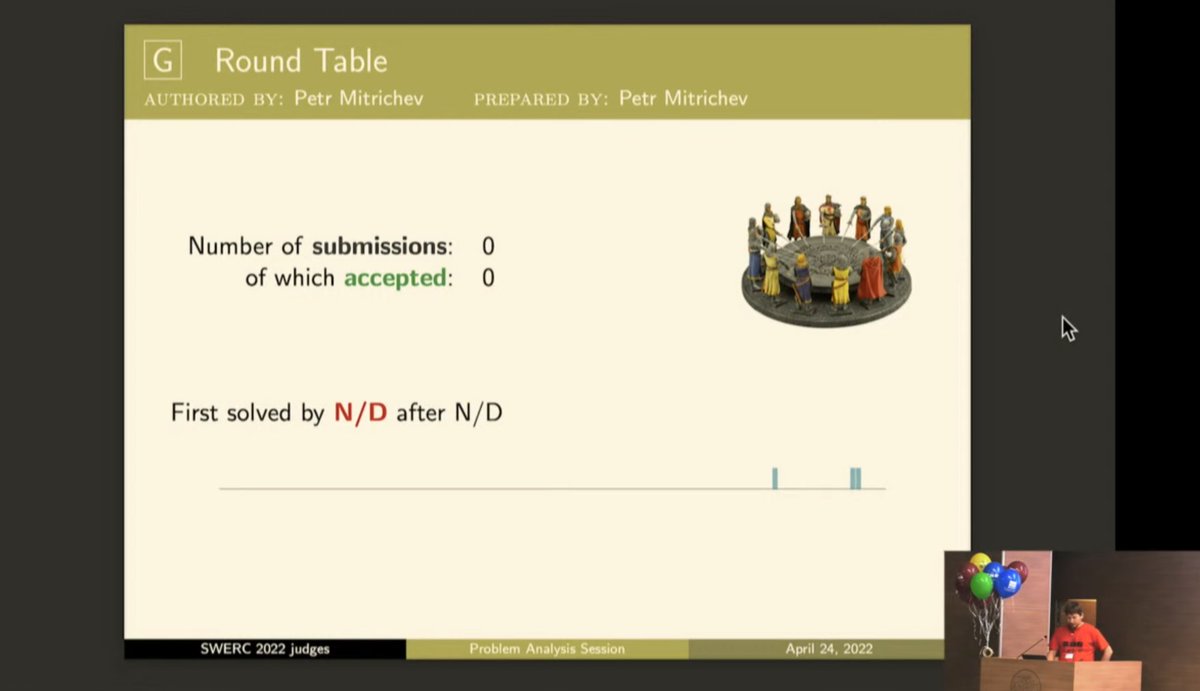 G Round Table
AUTHORED BY: Petr Mitrichev PREPARED BY: Petr Mitrichev
Number of submissions: 0
of which accepted: 0
First solved by N/D after N/D
SWERC 2022 judges Problem Analysis Session April 24, 2022